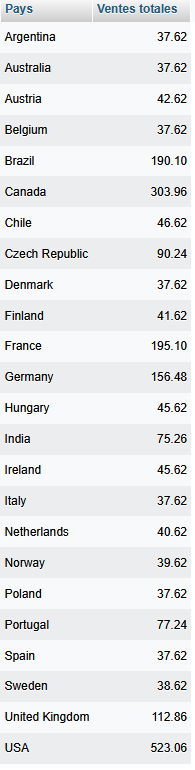 Pays Ventes totales
Argentina 37.62
Australia 37.62
Austria 42.62
Belgium 37.62
Brazil 190.10
Canada 303.96
Chile 46.62
Czech Republic 90.24
Denmark 37.62
Finland 41.62
France 195.10
Germany 156.48
Hungary 45.62
India 75.26
Ireland 45.62
Italy 37.62
Netherlands 40.62
Norway 39.62
Poland 37.62
Portugal 77.24
Spain 37.62
Sweden 38.62
United Kingdom 112.86
USA 523.06